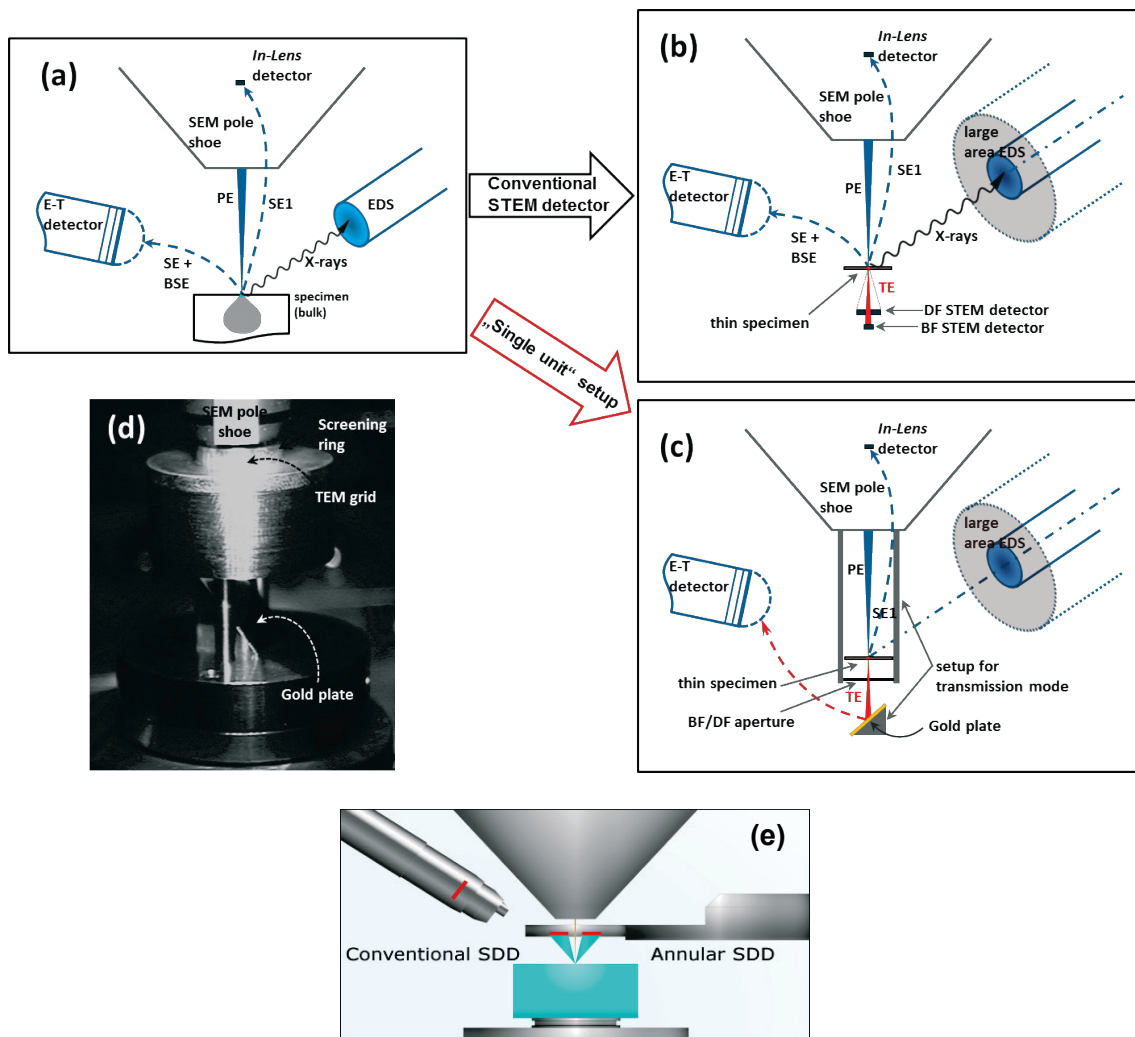 (a)
In-Lens
detector
SEM pole
shoe
E-T
detector
PE
SE1
EDS
SE +
BSE
X-rays
specimen
(bulk)
Conventional
STEM detector
„Single unit“ setup
(b)
In-Lens
detector
SEM pole
shoe
large
area EDS
E-T
detector
PE
SE1
SE +
BSE
X-rays
TE
thin specimen
DF STEM detector
BF STEM detector
(c)
In-Lens
detector
SEM pole
shoe
large
area EDS
E-T
detector
PE
SE1
thin specimen
setup for
transmission mode
TE
BF/DF aperture
Gold plate
(d)
SEM pole
shoe
Screening
ring
TEM grid
Gold plate
(e)
Conventional SDD
Annular SDD